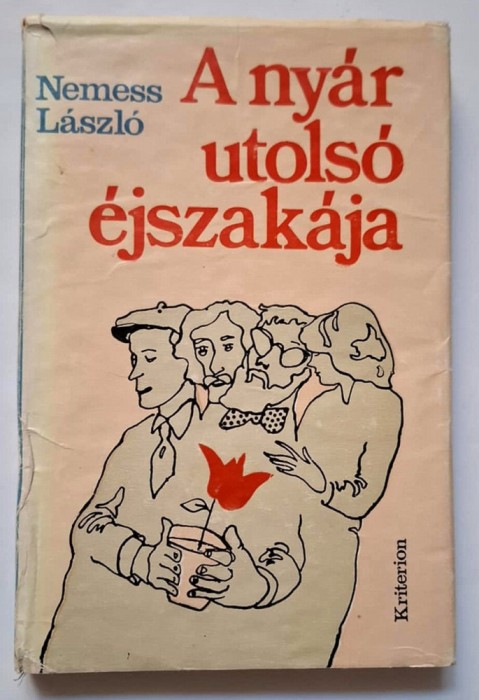 Nemess
László
A nyár
utolsó
éjszakája
Kriterion